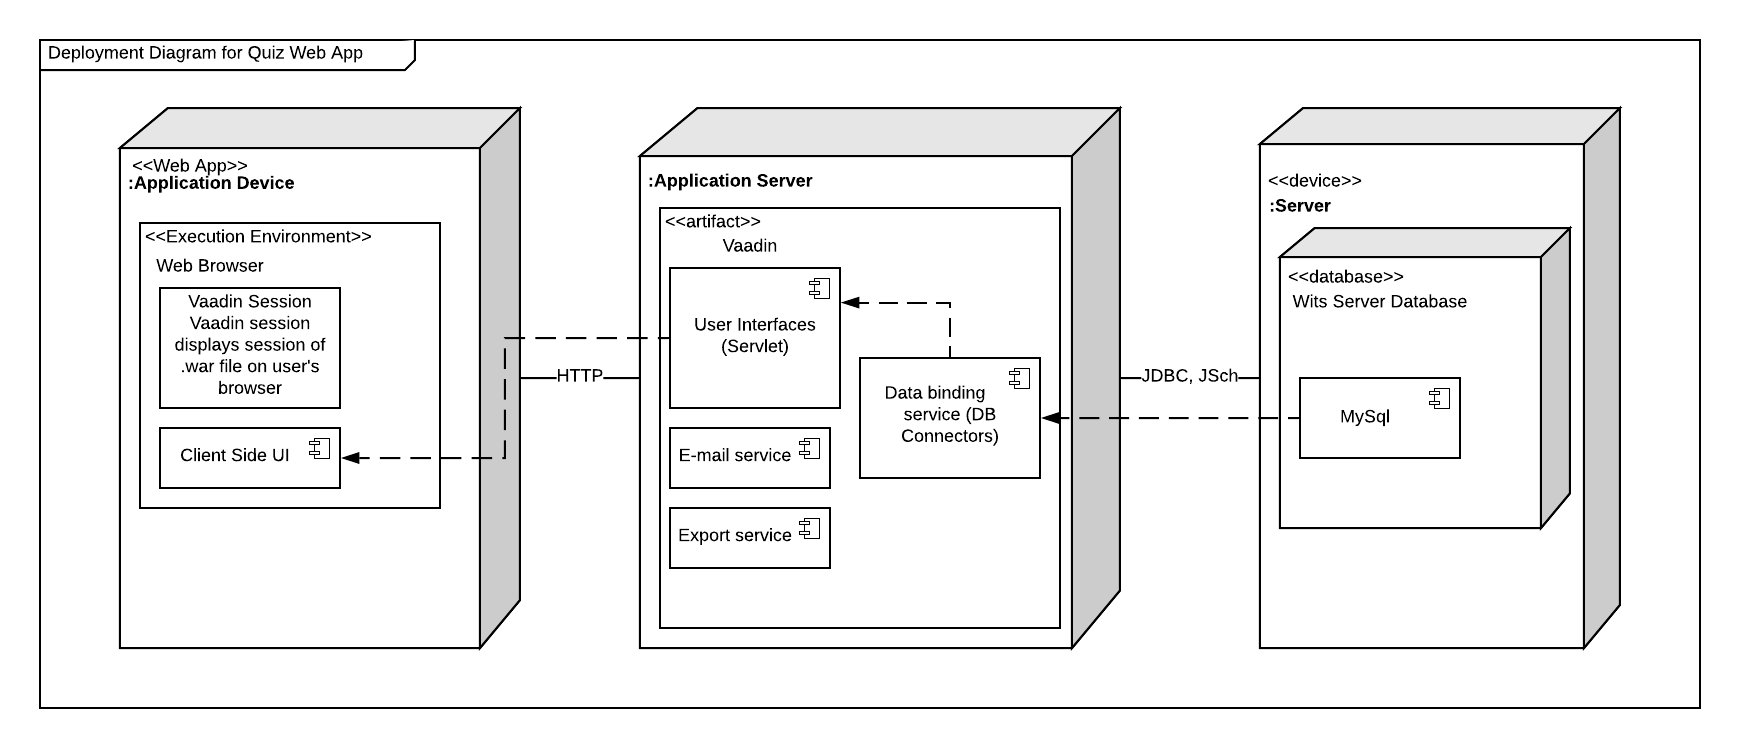 Deployment Diagram for Quiz Web App
<<Web App>>
:Application Device
<<Execution Environment>>
Web Browser
Vaadin Session
Vaadin session
displays session of
.war file on user's
browser
Client Side UI
HTTP
:Application Server
<<artifact>>
Vaadin
User Interfaces
(Servlet)
Data binding
service (DB
Connectors)
E-mail service
Export service
JDBC, JSch
<<device>>
:Server
<<database>>
Wits Server Database
MySql